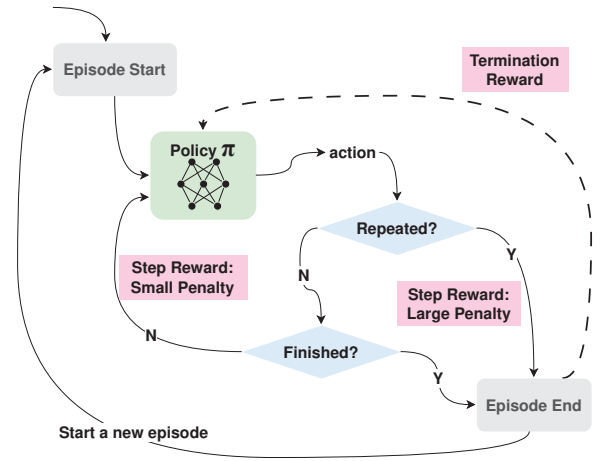 Episode Start
Termination
Reward
Policy π
action
Repeated?
N
Y
Step Reward:
Small Penalty
Step Reward:
Large Penalty
N
Finished?
Y
Episode End
Start a new episode